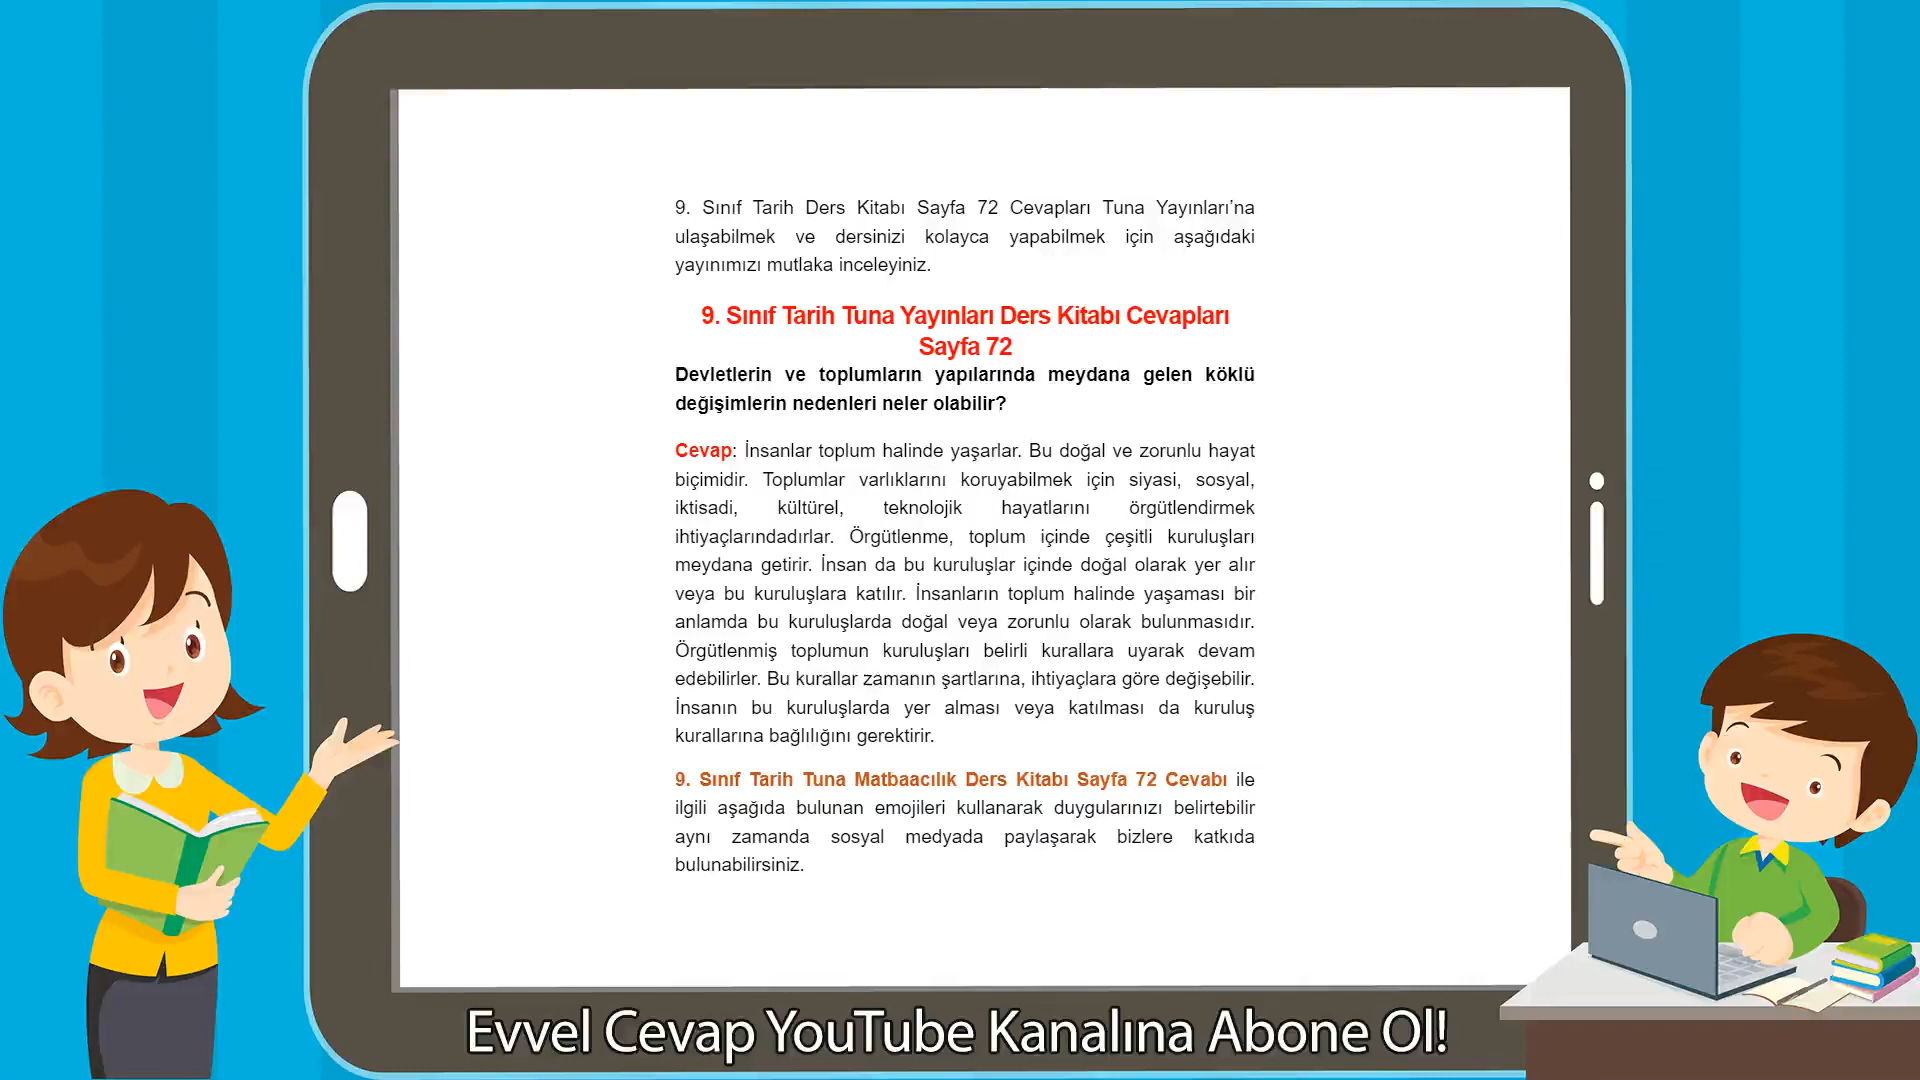 9. Sınıf Tarih Ders Kitabı Sayfa 72 Cevapları Tuna Yayınları’na
ulaşabilmek ve dersinizi kolayca yapabilmek için aşağıdaki
yayınımızı mutlaka inceleyiniz.
9. Sınıf Tarih Tuna Yayınları Ders Kitabı Cevapları
Sayfa 72
Devletlerin ve toplumların yapılarında meydana gelen köklü
değişimlerin nedenleri neler olabilir?
Cevap: İnsanlar toplum halinde yaşarlar. Bu doğal ve zorunlu hayat
biçimidir. Toplumlar varlıklarını koruyabilmek için siyasi, sosyal,
iktisadi, kültürel, teknolojik hayatlarını örgütlendirmek
ihtiyaçlarındadırlar. Örgütlenme, toplum içinde çeşitli kuruluşları
meydana getirir. İnsan da bu kuruluşlar içinde doğal olarak yer alır
veya bu kuruluşlara katılır. İnsanların toplum halinde yaşaması bir
anlamda bu kuruluşlarda doğal veya zorunlu olarak bulunmasıdır.
Örgütlenmiş toplumun kuruluşları belirli kurallara uyarak devam
edebilirler. Bu kurallar zamanın şartlarına, ihtiyaçlara göre değişebilir.
İnsanın bu kuruluşlarda yer alması veya katılması da kuruluş
kurallarına bağlılığını gerektirir.
9. Sınıf Tarih Tuna Matbaacılık Ders Kitabı Sayfa 72 Cevabı ile
ilgili aşağıda bulunan emojileri kullanarak duygularınızı belirtebilir
aynı zamanda sosyal medyada paylaşarak bizlere katkıda
bulunabilirsiniz.
Evvel Cevap YouTube Kanalına Abone Ol!